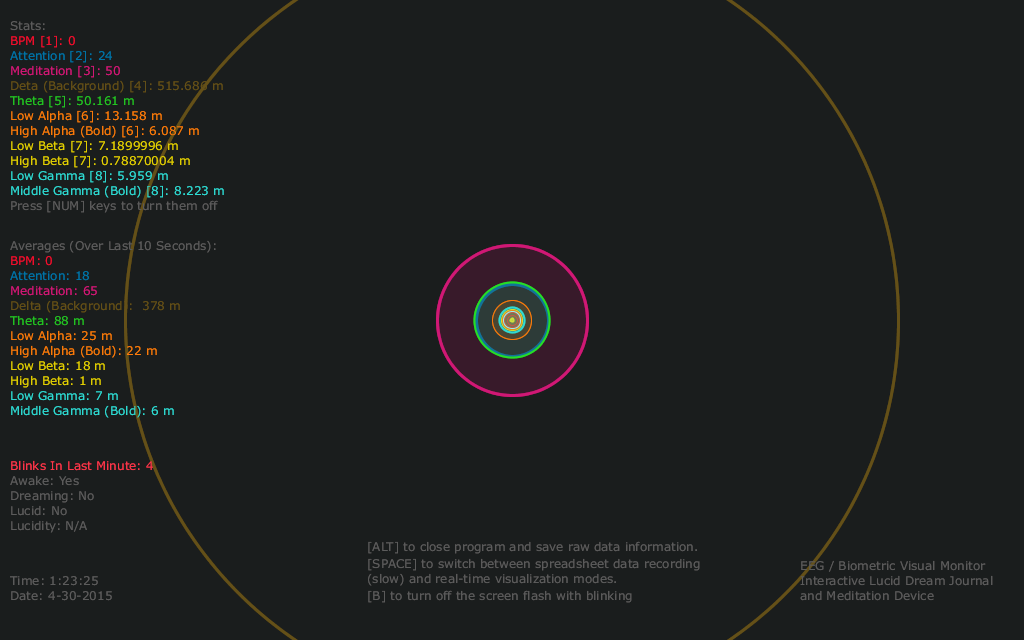 Stats:
BPM [1]: 0
Attention [2]: 24
Meditation [3]: 50
Deta (Background) [4]: 515.686 m
Theta [5]: 50.161 m
Low Alpha [6]: 13.158 m
High Alpha (Bold) [6]: 6.087 m
Low Beta [7]: 7.1899996 m
High Beta [7]: 0.78870004 m
Low Gamma [8]: 5.959 m
Middle Gamma (Bold) [8]: 8.223 m
Press [NUM] keys to turn them off
Averages (Over Last 10 Seconds):
BPM: 0
Attention: 18
Meditation: 65
Delta (Background): 378 m
Theta: 88 m
Low Alpha: 25 m
High Alpha (Bold): 22 m
Low Beta: 18 m
High Beta: 1 m
Low Gamma: 7 m
Middle Gamma (Bold): 6 m
Blinks In Last Minute: 4
Awake: Yes
Dreaming: No
Lucid: No
Lucidity: N/A
Time: 1:23:25
Date: 4-30-2015
[ALT] to close program and save raw data information.
[SPACE] to switch between spreadsheet data recording
(slow) and real-time visualization modes.
[B] to turn off the screen flash with blinking
EEG / Biometric Visual Monitor
Interactive Lucid Dream Journal
and Meditation Device